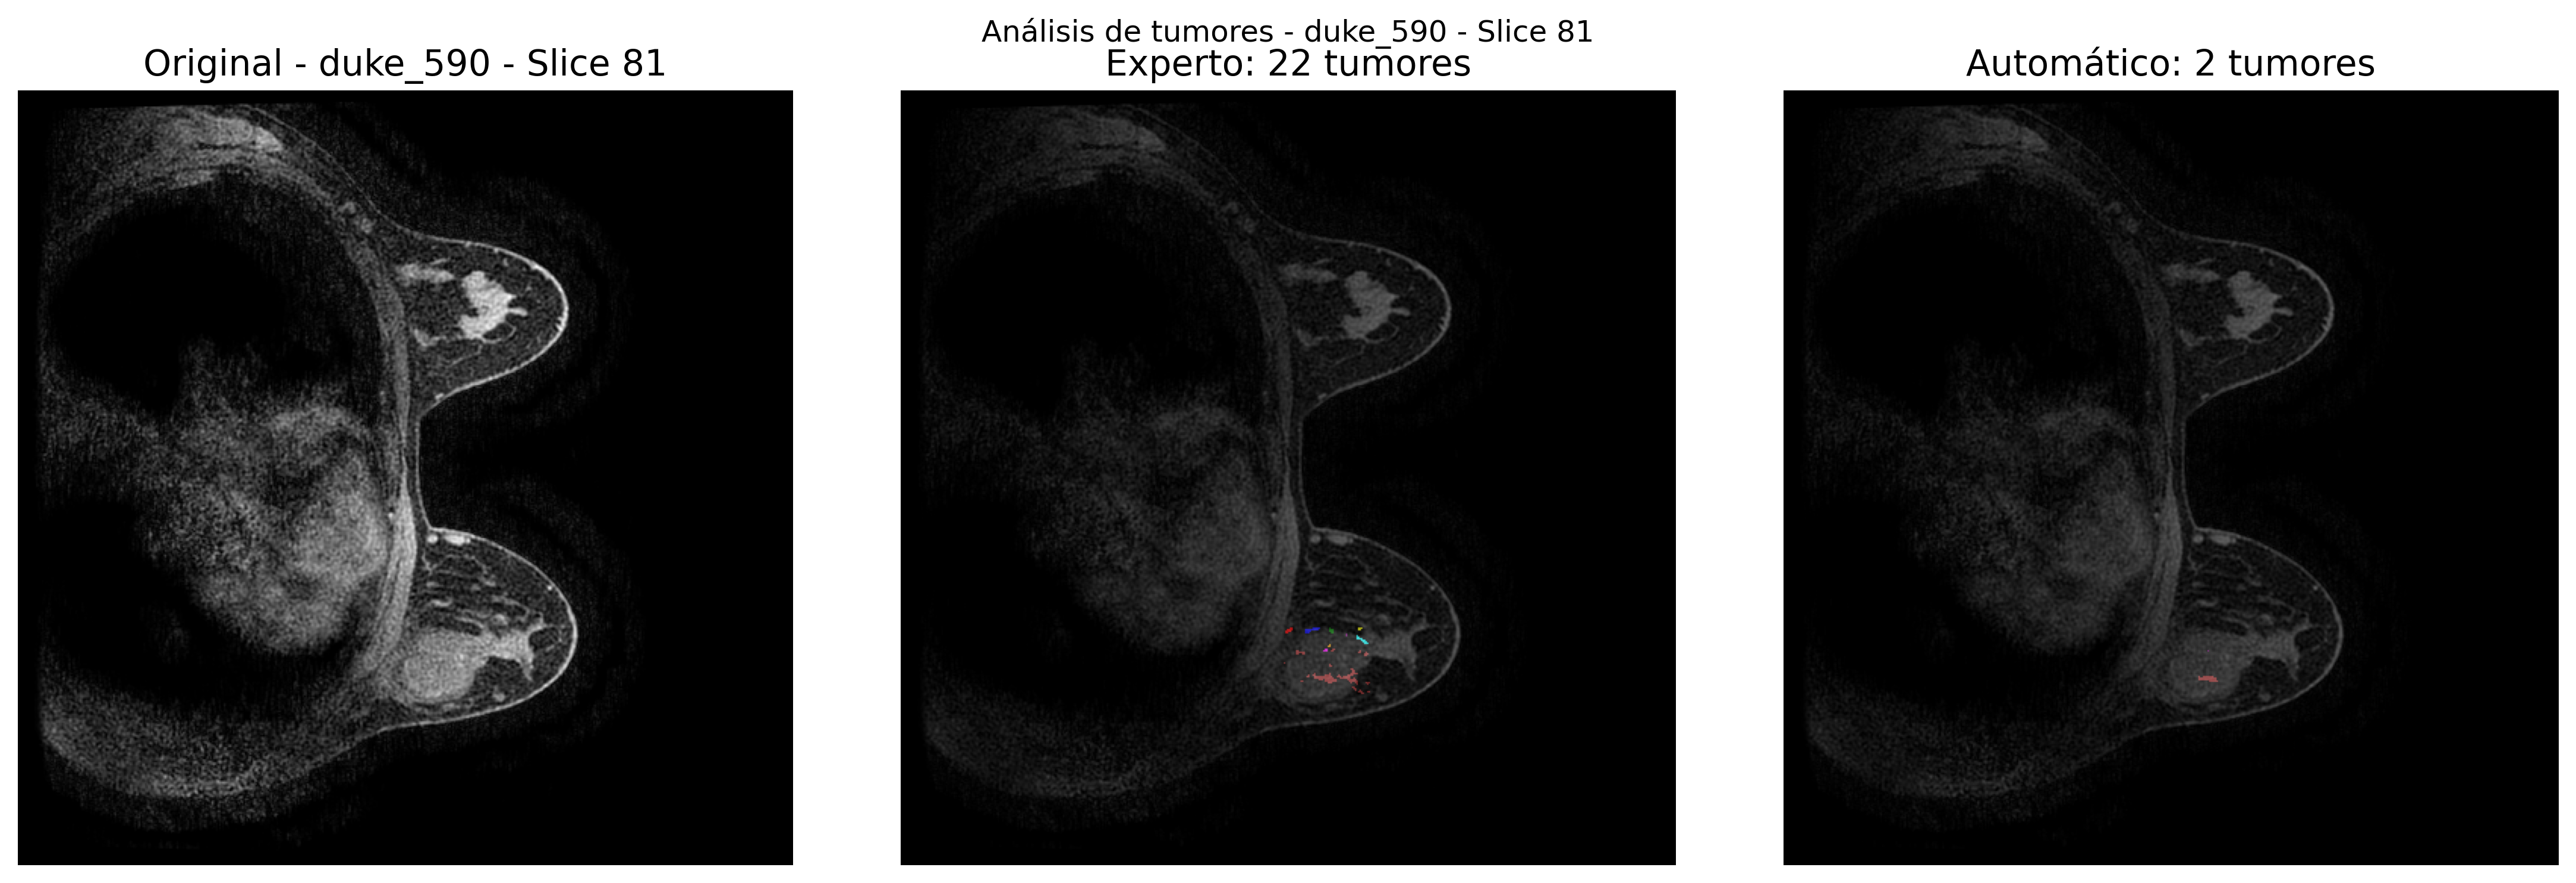 Análisis de tumores - duke_590 - Slice 81
Original - duke_590 - Slice 81
Experto: 22 tumores
Automático: 2 tumores